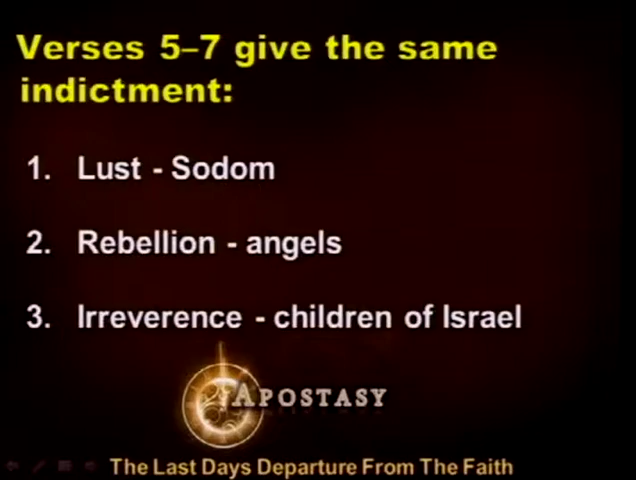 Verses 5–7 give the same
indictment:
1. Lust - Sodom
2. Rebellion - angels
3. Irreverence - children of Israel
APOSTASY
The Last Days Departure From The Faith